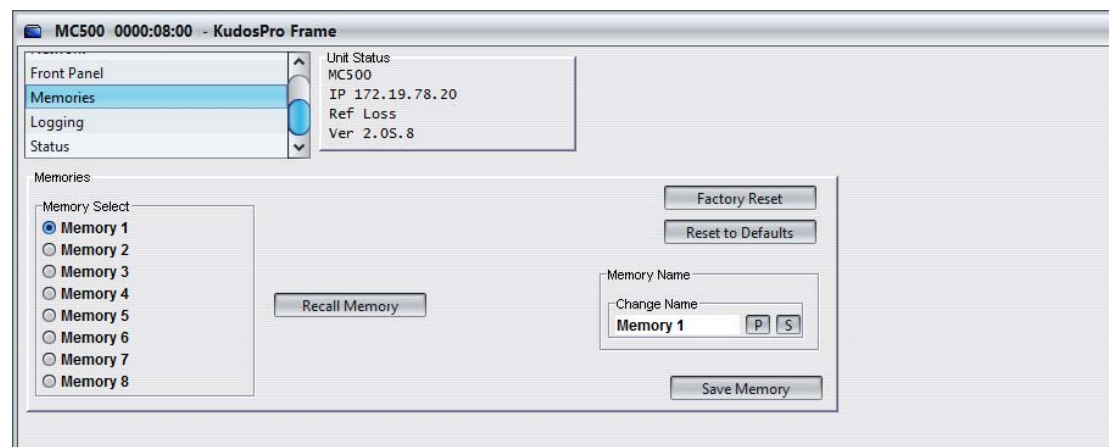 MC500 0000:08:00 - KudosPro Frame
Front Panel
Memories
Logging
Status
Unit Status
MC500
IP 172.19.78.20
Ref Loss
Ver 2.0S.8
Memories
Memory Select
Memory 1
Memory 2
Memory 3
Memory 4
Memory 5
Memory 6
Memory 7
Memory 8
Recall Memory
Factory Reset
Reset to Defaults
Memory Name
Change Name
Memory 1 P S
Save Memory